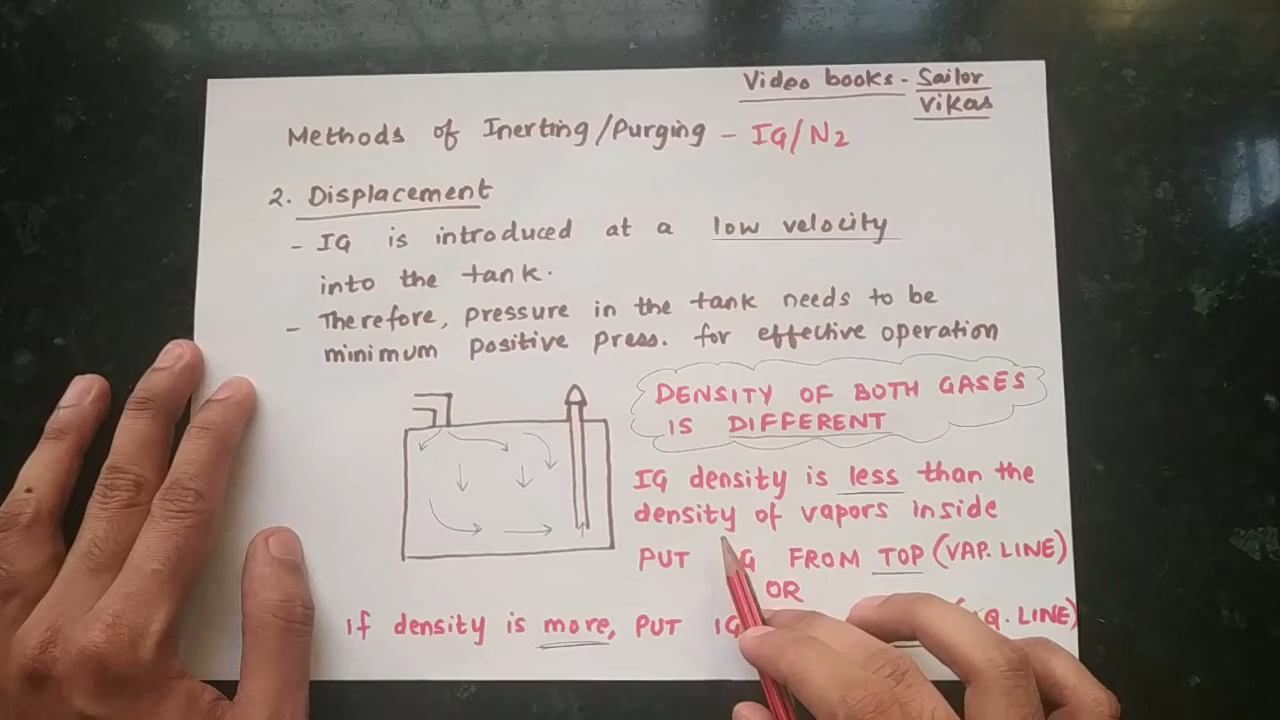 Video books - Sailor
Vikas
Methods of Inerting/Purging - IG/N2
2. Displacement
- IG is introduced at a low velocity
into the tank.
- Therefore, pressure in the tank needs to be
minimum positive press. for effective operation
DENSITY OF BOTH GASES
IS DIFFERENT
IG density is less than the
density of vapors inside
PUT G FROM TOP (VAP. LINE)
OR
If density is more, PUT IG Q. LINE)